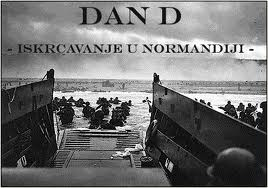 DAN D
- ISKRCAVANJE U NORMANDIJI -